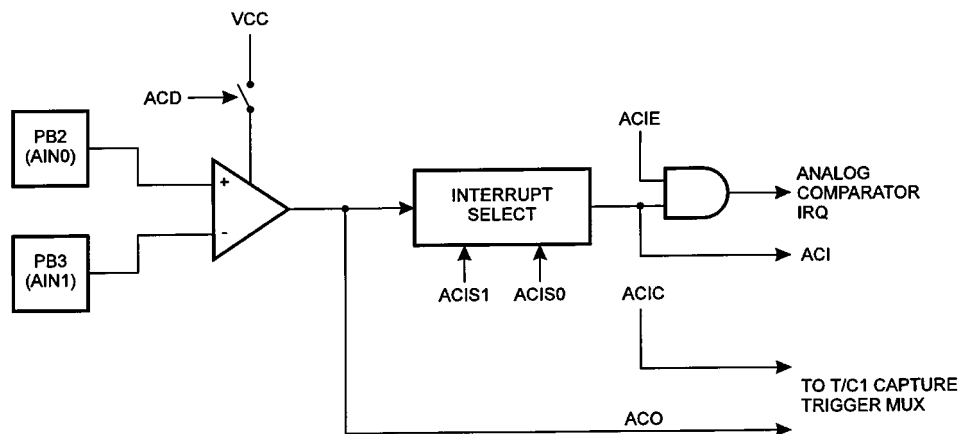 VCC
ACD
PB2
(AIN0)
+
-
PB3
(AIN1)
INTERRUPT
SELECT
ACIS1
ACIS0
ACIE
ANALOG
COMPARATOR
IRQ
ACI
ACIC
TO T/C1 CAPTURE
TRIGGER MUX
ACO